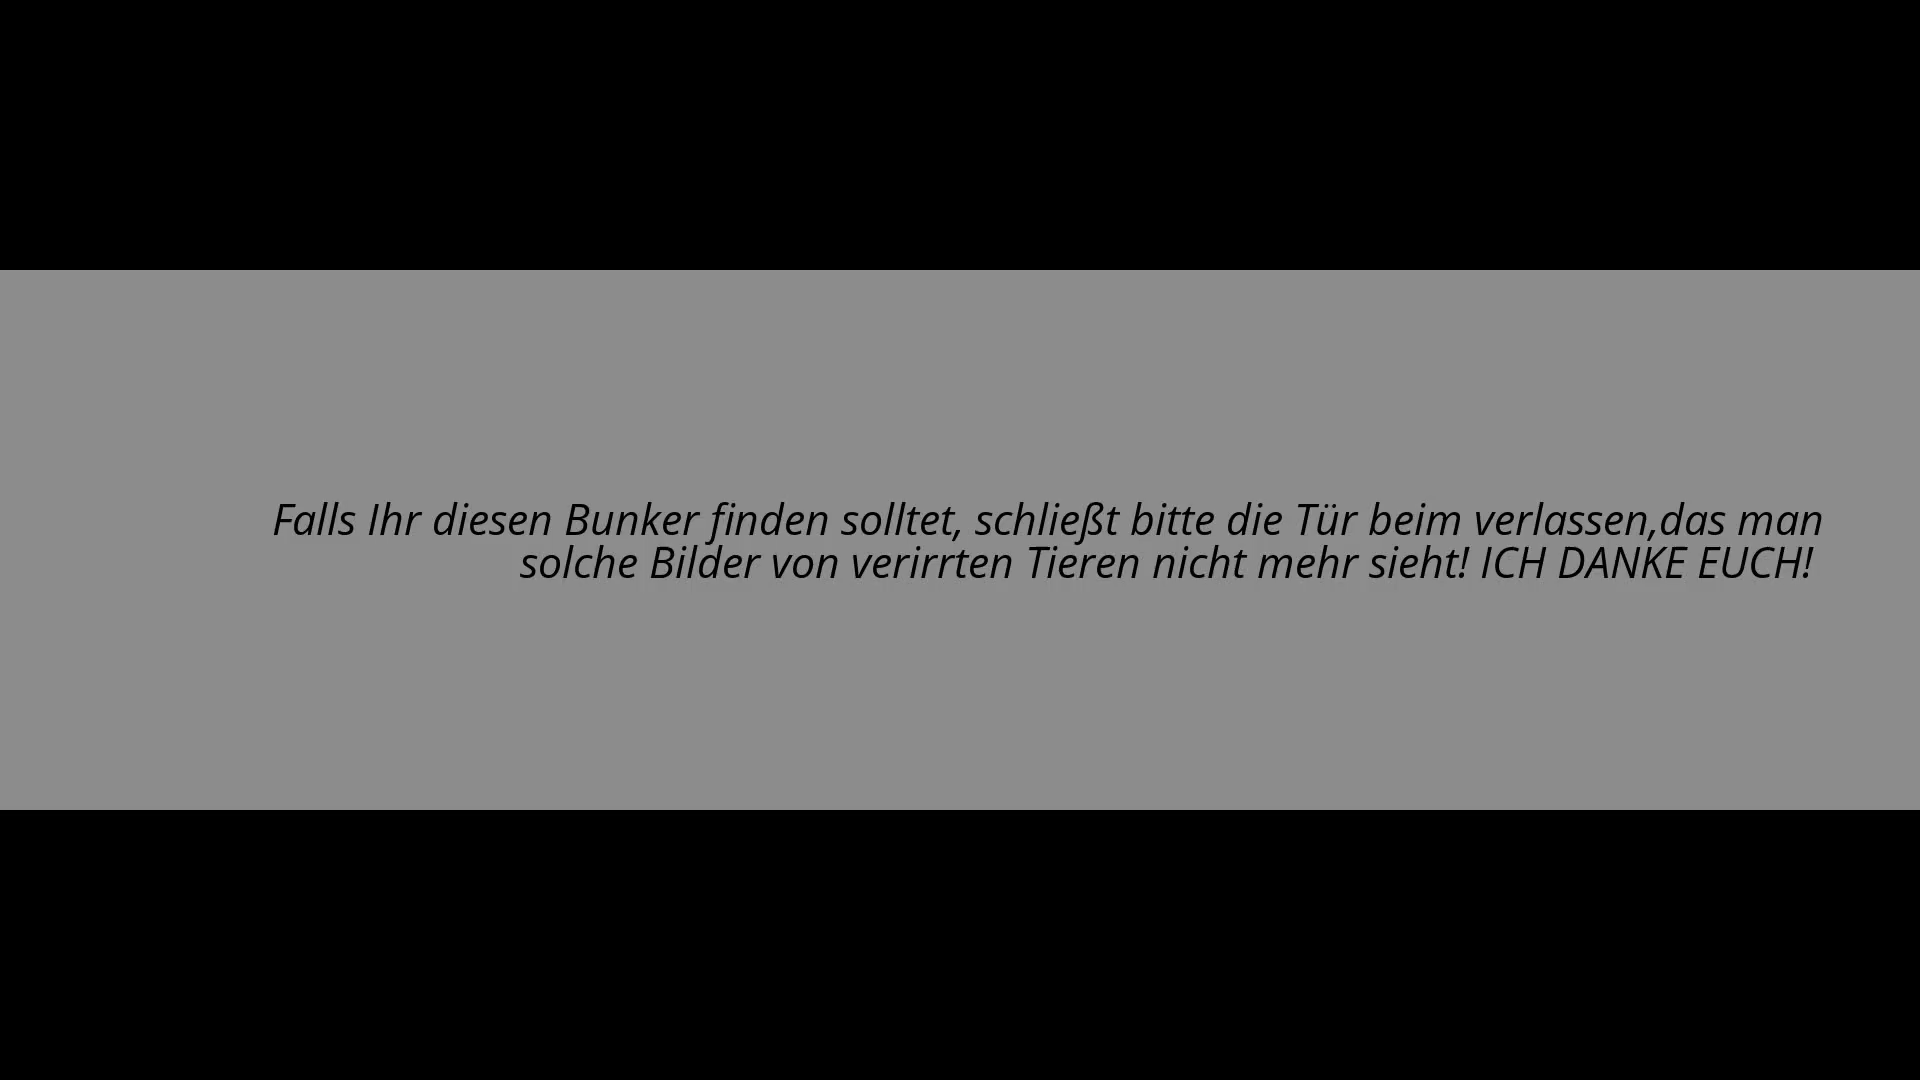 Falls Ihr diesen Bunker finden solltet, schließt bitte die Tür beim verlassen,das man
solche Bilder von verirrten Tieren nicht mehr sieht! ICH DANKE EUCH!